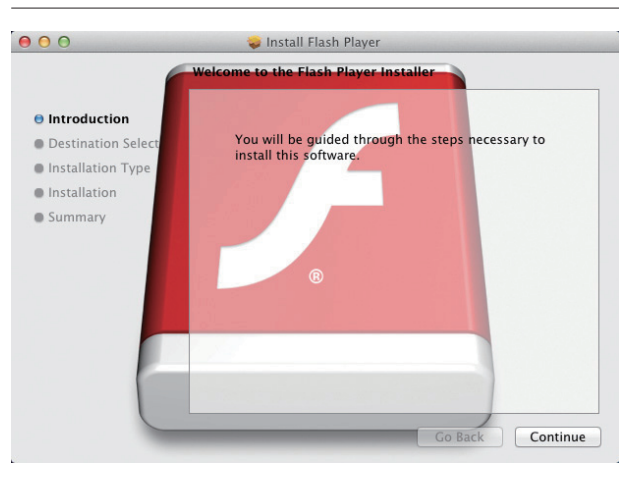 Install Flash Player
Welcome to the Flash Player Installer
Introduction
Destination Select
Installation Type
Installation
Summary
You will be guided through the steps necessary to
install this software.
®
Go Back
Continue